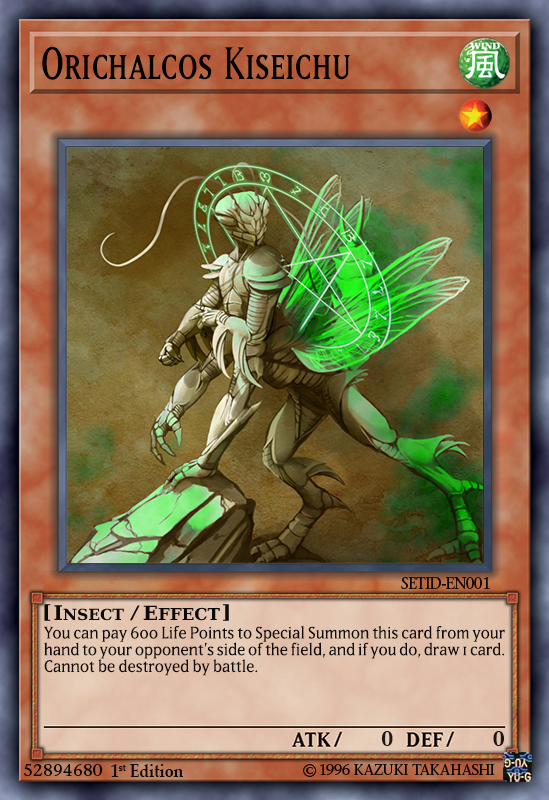 Orichalcos Kiseichu
WIND
風
SETID-EN001
[Insect / Effect]
You can pay 600 Life Points to Special Summon this card from your
hand to your opponent's side of the field, and if you do, draw 1 card.
Cannot be destroyed by battle.
ATK / 0 DEF / 0
52894680 1st Edition © 1996 KAZUKI TAKAHASHI
YU-G